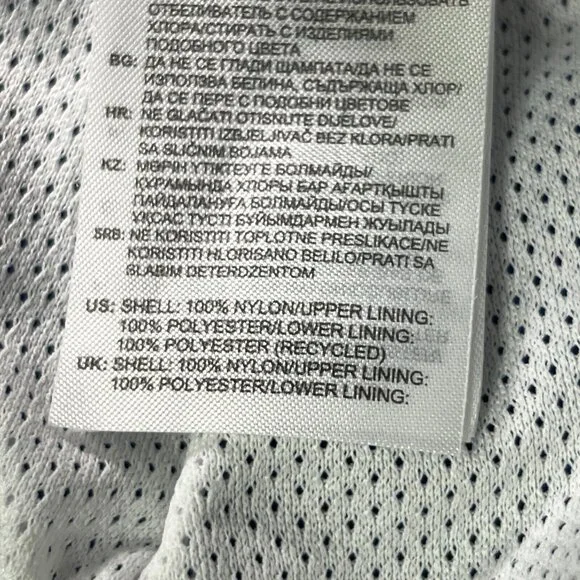 ОТБЕЛИВАТЕЛЬ С СОДЕРЖАНИЕМ
ХЛОРА/СТИРАТЬ С ИЗДЕЛИЯМИ
ПОДОБНОГО ЦВЕТА
BG: ДА НЕ СЕ ГЛАДИ ЩАМПАТА/ДА НЕ СЕ
ИЗПОЛЗВА БЕЛИНА, СЪДЪРЖАЩА ХЛОР/
ДА СЕ ПЕРЕ С ПОДОБНИ ЦВЕТОВЕ
HR: NE GLAČATI OTISNUTE DIJELOVE/
KORISTITI IZBJELJIVAČ BEZ KLORA/PRATI
SA SLIČNIM BOJAMA
KZ: МӨРІН ҮТІКТЕУГЕ БОЛМАЙДЫ/
ҚҰРАМЫНДА ХЛОРЫ БАР АҒАРТҚЫШТЫ
ПАЙДАЛАНУҒА БОЛМАЙДЫ/ОСЫ ТҮСКЕ
ҰҚСАС ТҮСТІ БҰЙЫМДАРМЕН ЖУЫЛАДЫ
SRB: NE KORISTITI TOPLOTNE PRESLIKACE/NE
KORISTITI HLORISANO BELILO/PRATI SA
SLABIM DETERDZENTOM
US: SHELL: 100% NYLON/UPPER LINING:
100% POLYESTER/LOWER LINING:
100% POLYESTER (RECYCLED)
UK: SHELL: 100% NYLON/UPPER LINING:
100% POLYESTER/LOWER LINING: